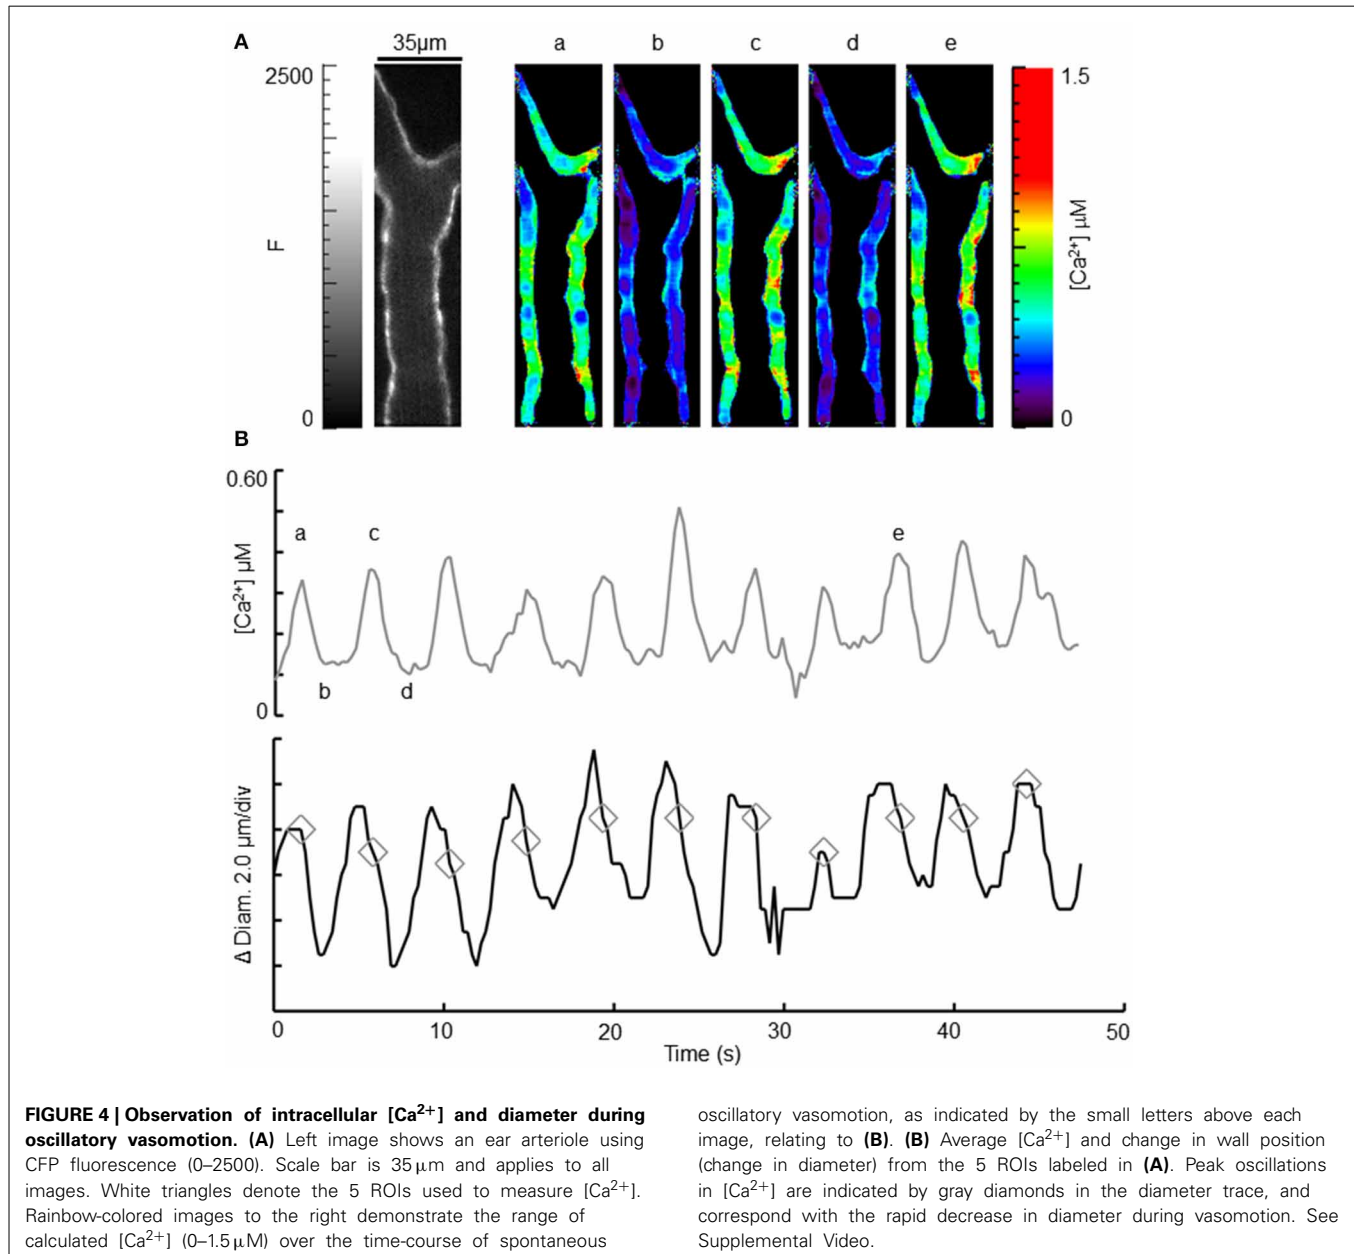 A
35μm
a
b
c
d
e
2500
F
0
1.5
[Ca²⁺] μM
0
B
0.60
[Ca²⁺] μM
0
a
c
e
b
d
Δ Diam. 2.0 μm/div
0
10
20
30
40
50
Time (s)
FIGURE 4 | Observation of intracellular [Ca²⁺] and diameter during
oscillatory vasomotion. (A) Left image shows an ear arteriole using
CFP fluorescence (0–2500). Scale bar is 35 μm and applies to all
images. White triangles denote the 5 ROIs used to measure [Ca²⁺].
Rainbow-colored images to the right demonstrate the range of
calculated [Ca²⁺] (0–1.5 μM) over the time-course of spontaneous
oscillatory vasomotion, as indicated by the small letters above each
image, relating to (B). (B) Average [Ca²⁺] and change in wall position
(change in diameter) from the 5 ROIs labeled in (A). Peak oscillations
in [Ca²⁺] are indicated by gray diamonds in the diameter trace, and
correspond with the rapid decrease in diameter during vasomotion. See
Supplemental Video.